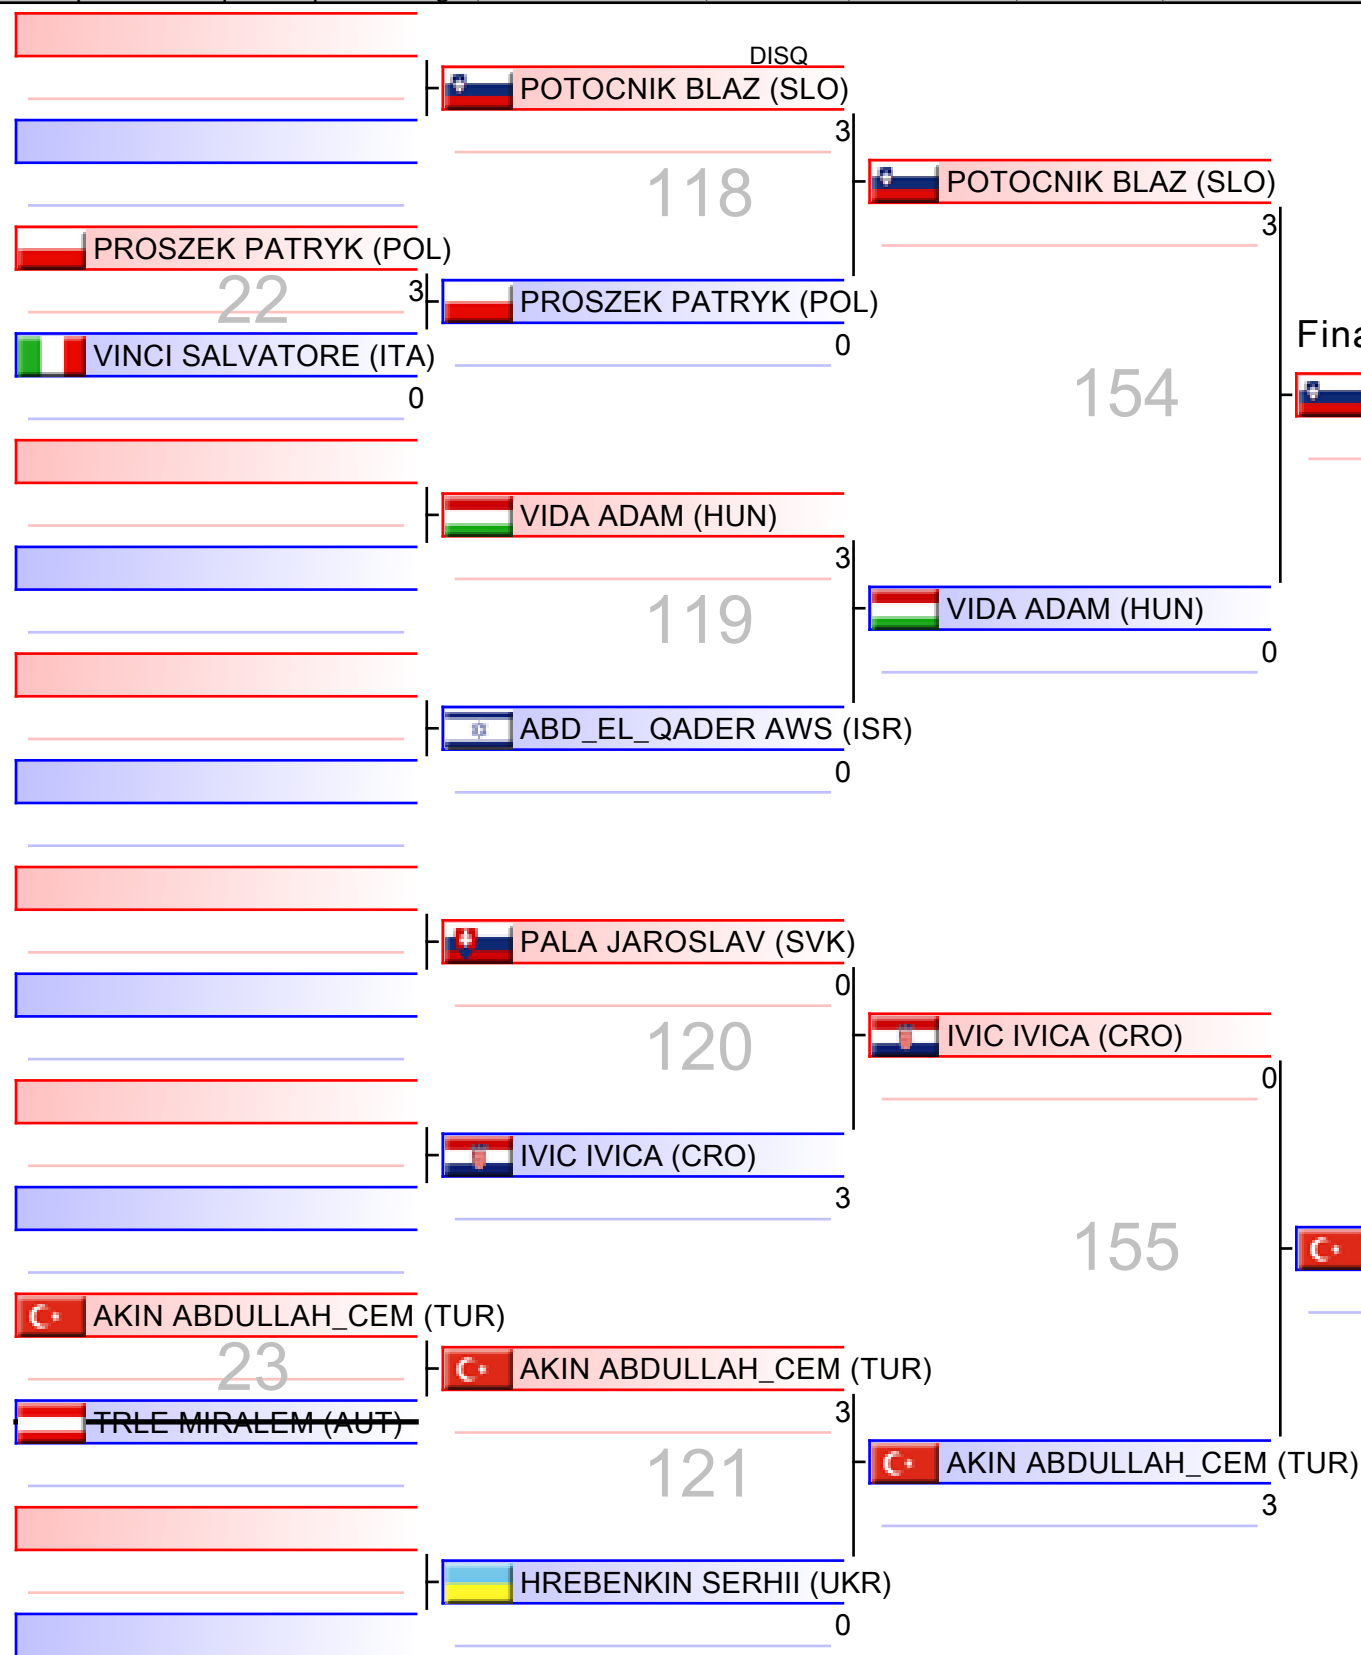 DISQ
POTOCNIK BLAZ (SLO)
3
118
POTOCNIK BLAZ (SLO)
3
PROSZEK PATRYK (POL)
22
3
PROSZEK PATRYK (POL)
0
VINCI SALVATORE (ITA)
0
Fina
154
VIDA ADAM (HUN)
3
119
VIDA ADAM (HUN)
0
ABD_EL_QADER AWS (ISR)
0
PALA JAROSLAV (SVK)
0
120
IVIC IVICA (CRO)
0
IVIC IVICA (CRO)
3
155
AKIN ABDULLAH_CEM (TUR)
23
AKIN ABDULLAH_CEM (TUR)
3
TRLE MIRALEM (AUT)
121
AKIN ABDULLAH_CEM (TUR)
3
HREBENKIN SERHII (UKR)
0